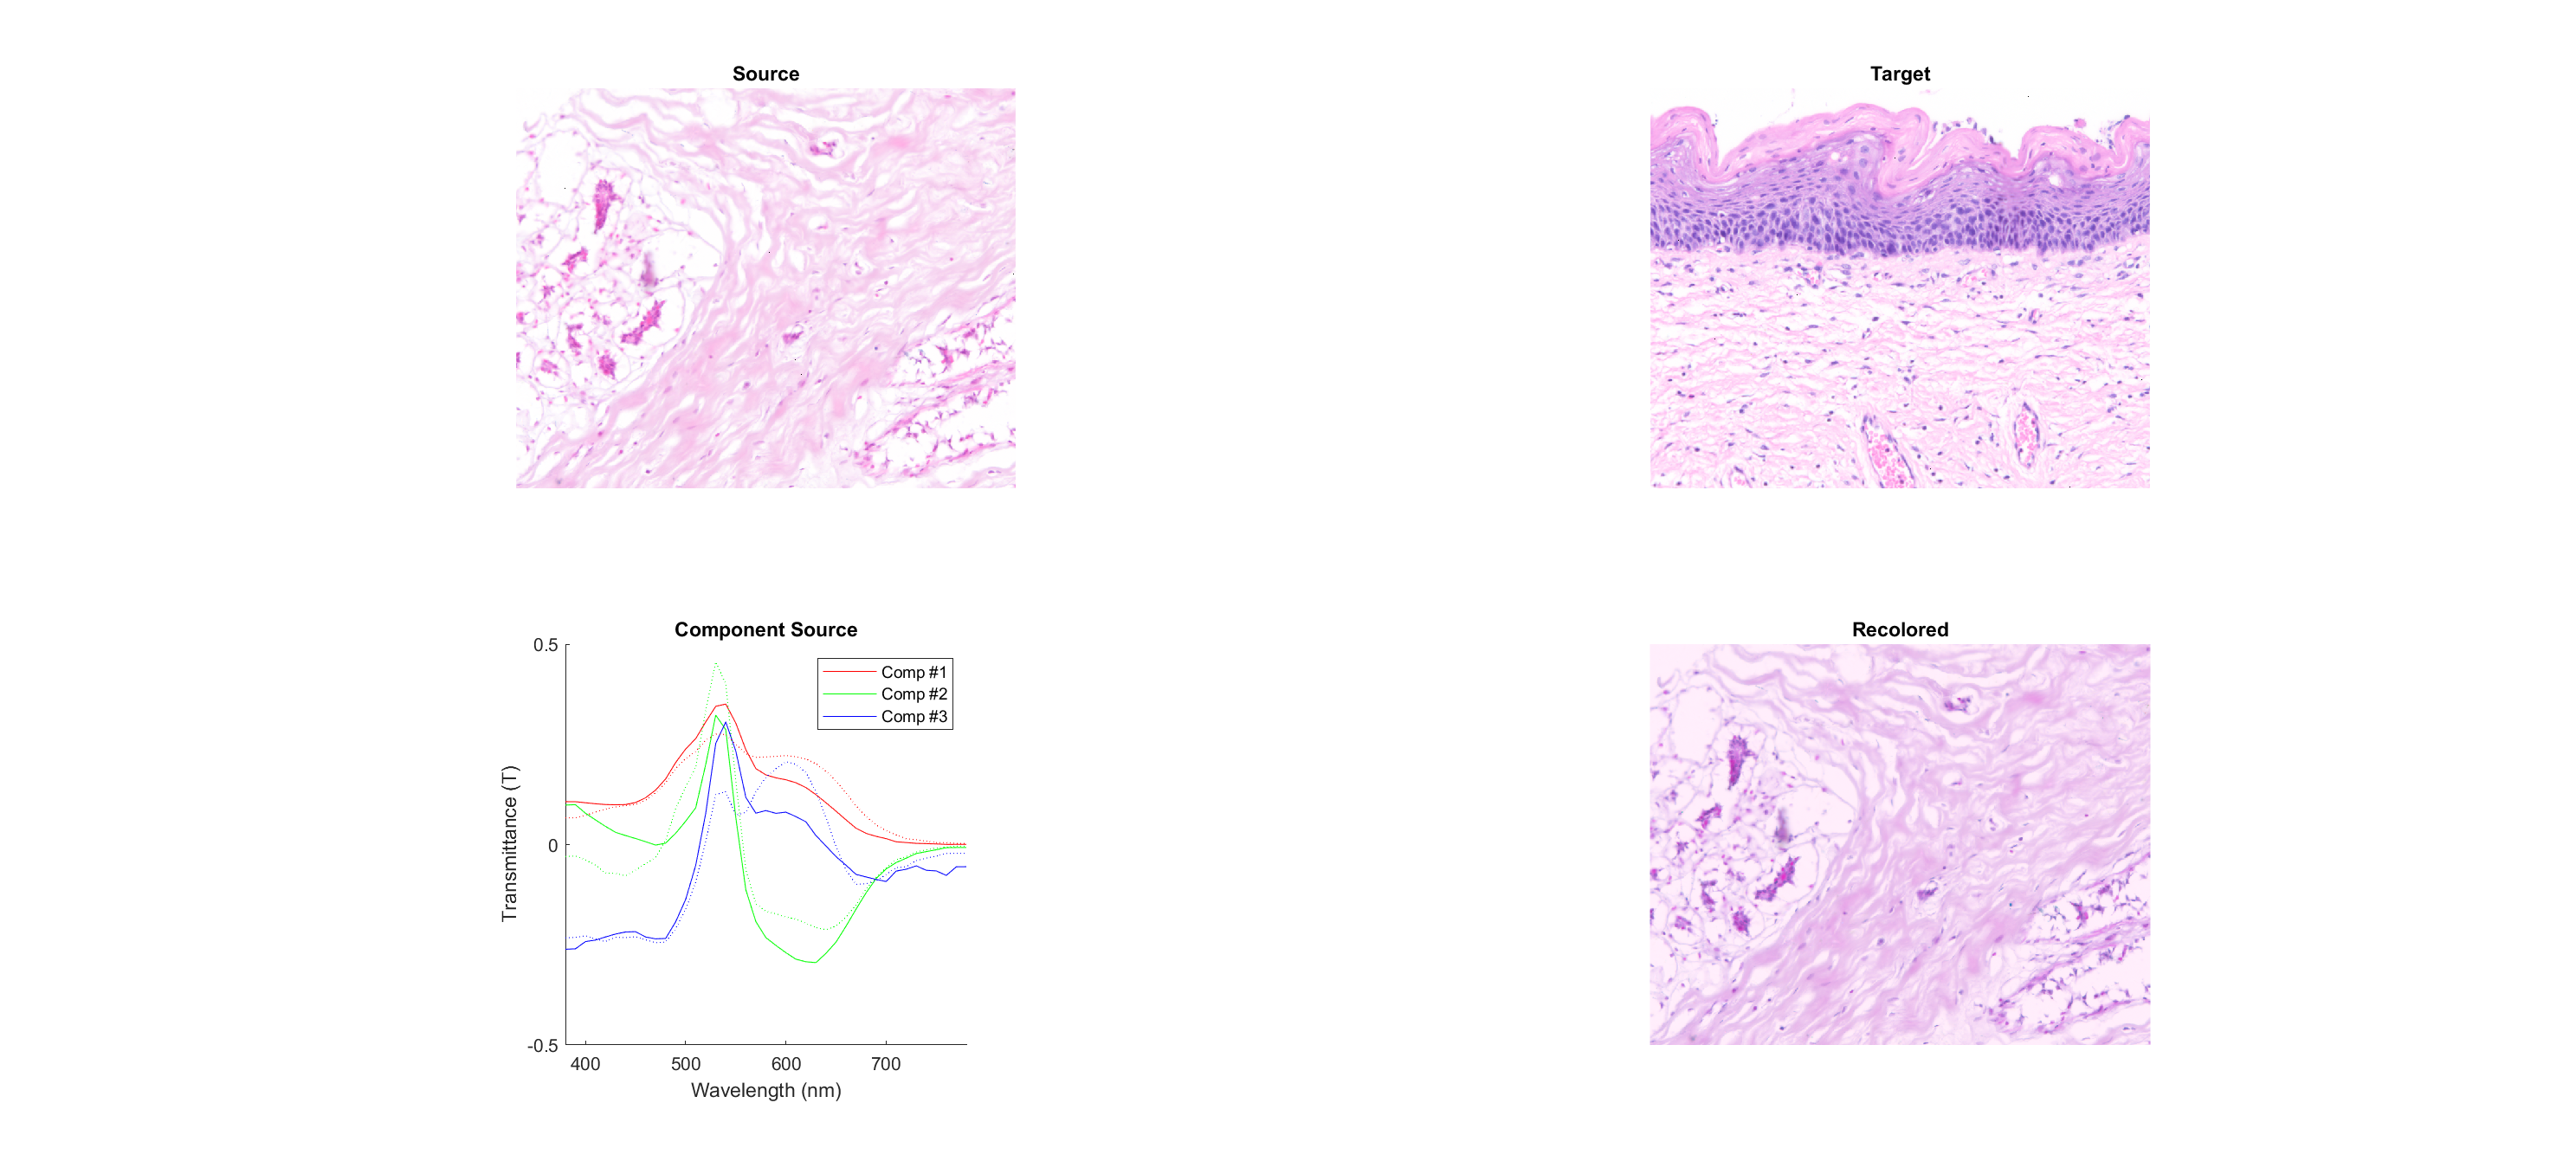 Source
Target
Component Source
0.5
0
-0.5
400 500 600 700
Transmittance (T)
Wavelength (nm)
Comp #1
Comp #2
Comp #3
Recolored